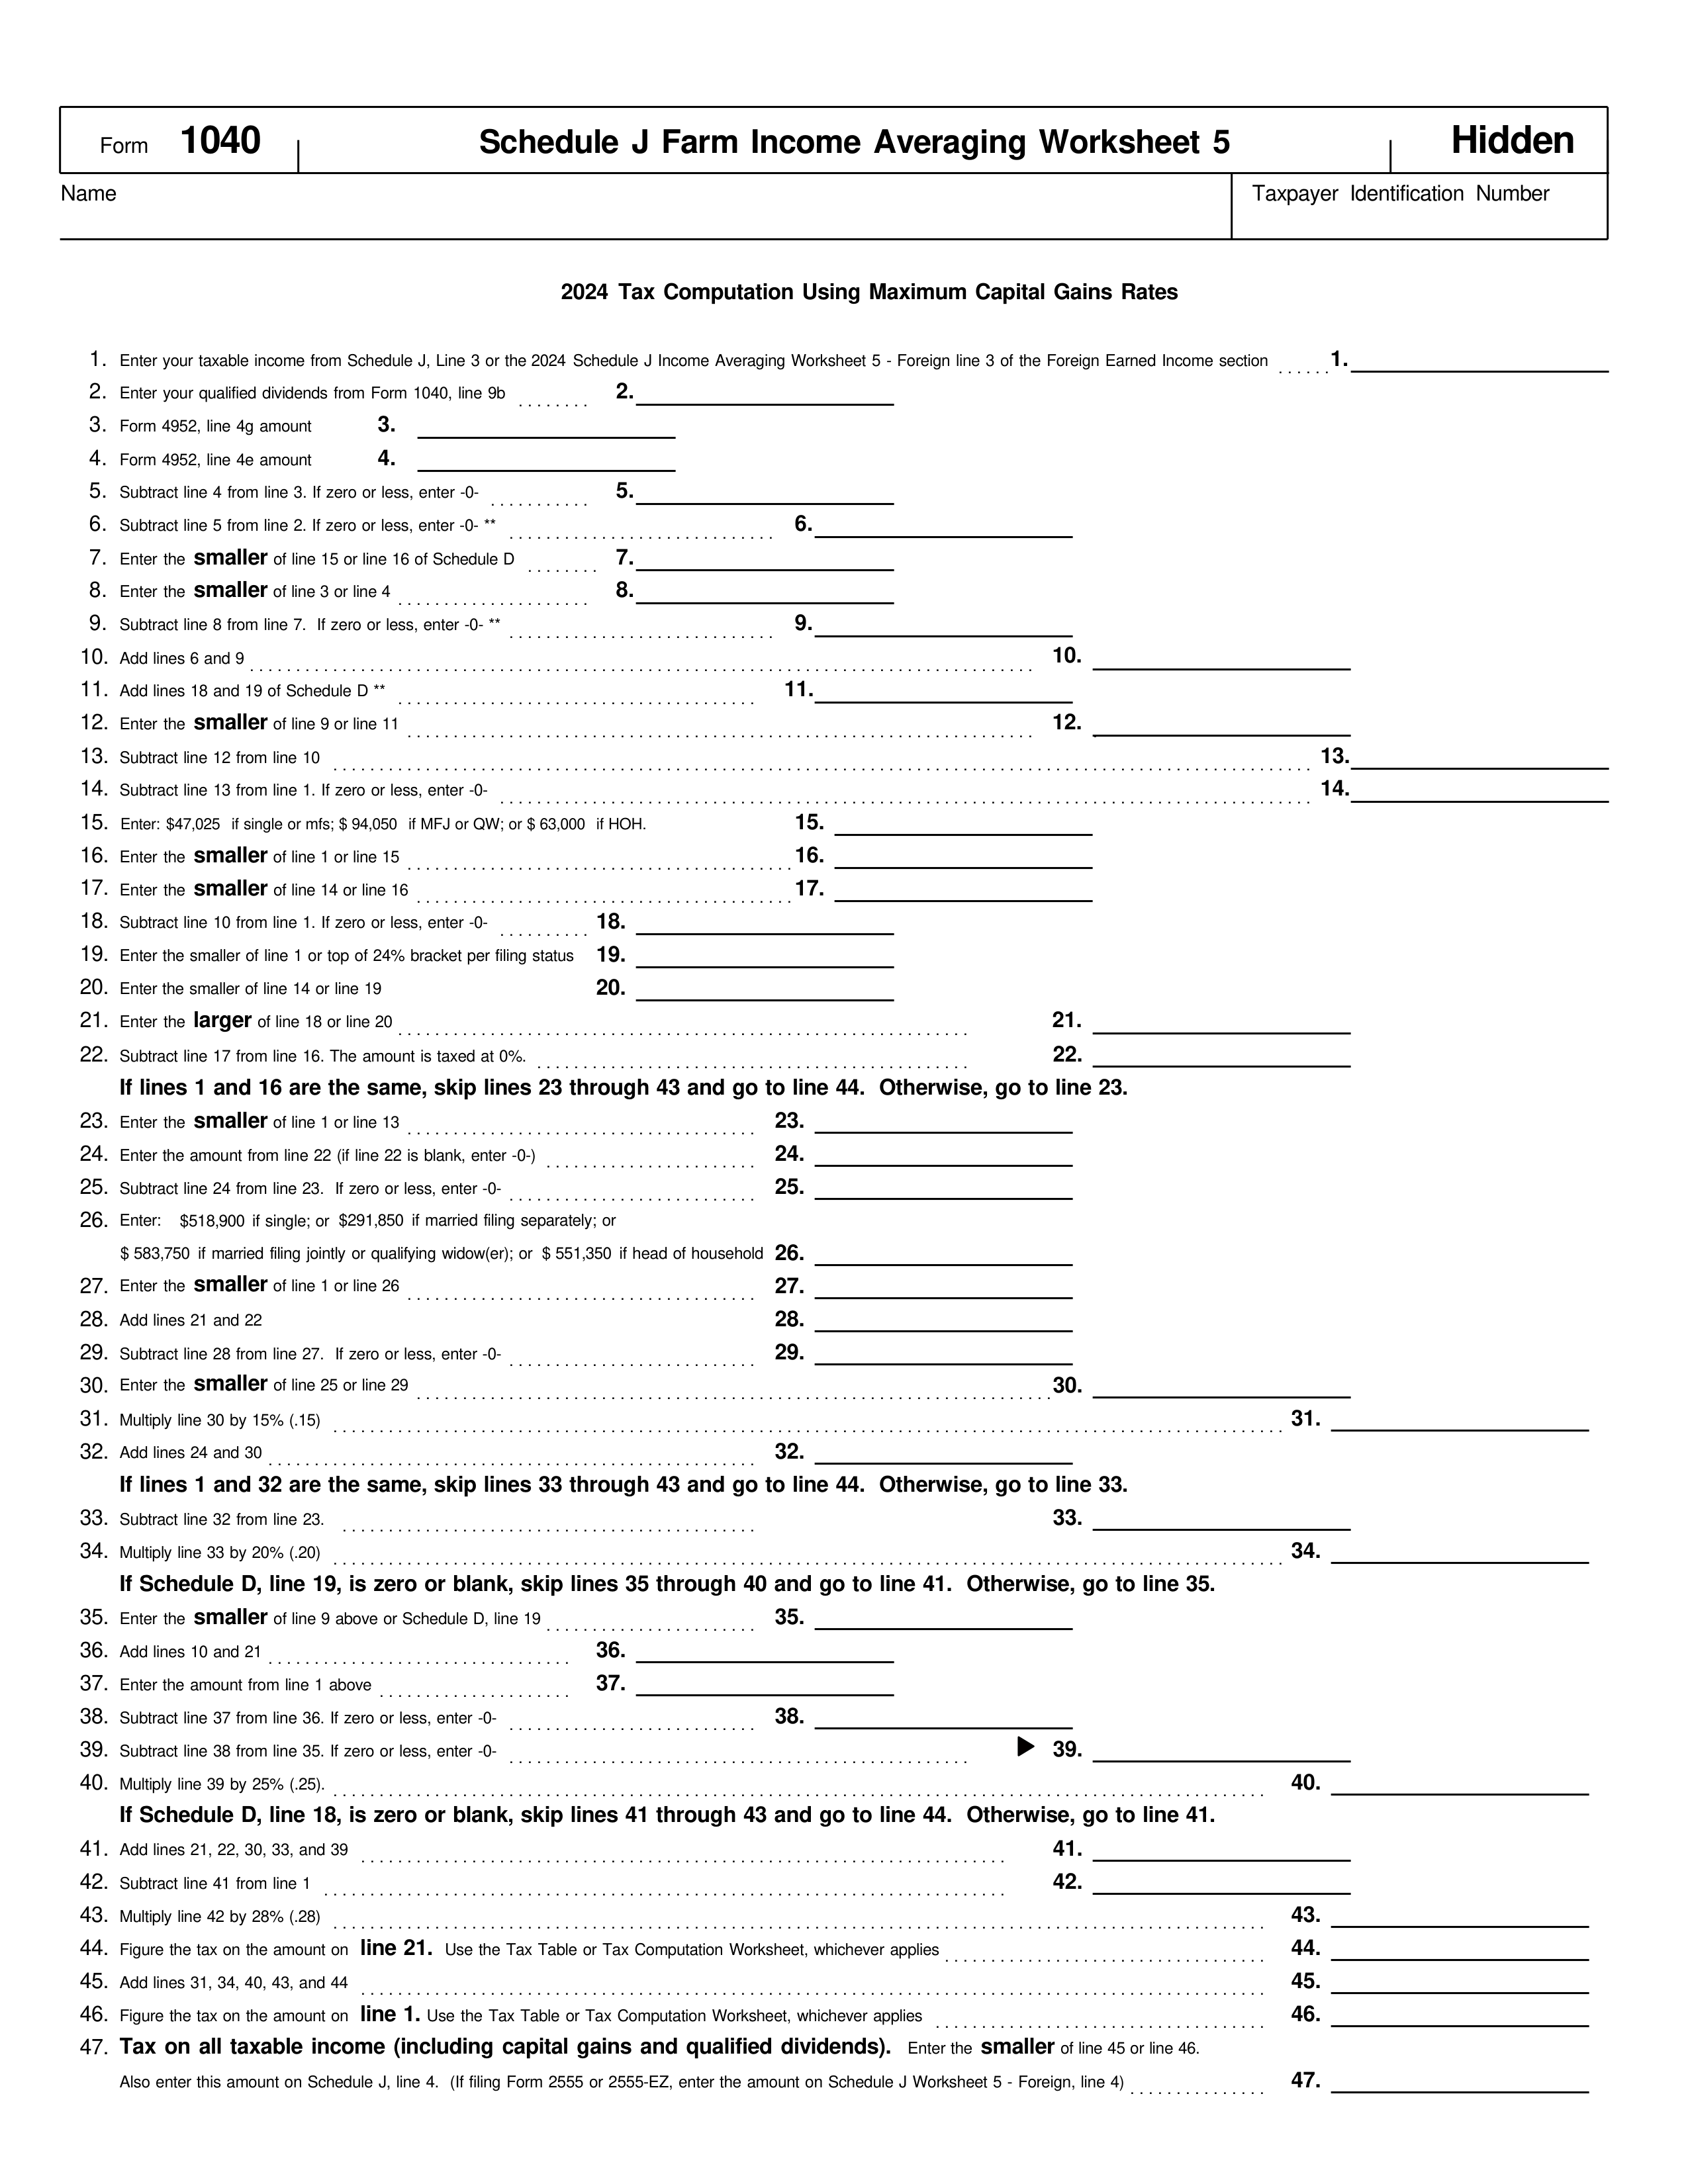 Form 1040 Schedule J Farm Income Averaging Worksheet 5 Hidden
Name Taxpayer Identification Number
2024 Tax Computation Using Maximum Capital Gains Rates
1. Enter your taxable income from Schedule J, Line 3 or the 2024 Schedule J Income Averaging Worksheet 5 - Foreign line 3 of the Foreign Earned Income section ...... 1.
2. Enter your qualified dividends from Form 1040, line 9b ........ 2.
3. Form 4952, line 4g amount 3.
4. Form 4952, line 4e amount 4.
5. Subtract line 4 from line 3. If zero or less, enter -0- ........... 5.
6. Subtract line 5 from line 2. If zero or less, enter -0- ** ............................. 6.
7. Enter the smaller of line 15 or line 16 of Schedule D ........ 7.
8. Enter the smaller of line 3 or line 4 ..................... 8.
9. Subtract line 8 from line 7. If zero or less, enter -0- ** ............................. 9.
10. Add lines 6 and 9 ........................................ 10.
11. Add lines 18 and 19 of Schedule D ** ........................................ 11.
12. Enter the smaller of line 9 or line 11 ........................................ 12.
13. Subtract line 12 from line 10 ........................................ 13.
14. Subtract line 13 from line 1. If zero or less, enter -0- ........................................ 14.
15. Enter: $47,025 if single or mfs; $ 94,050 if MFJ or QW; or $ 63,000 if HOH. 15.
16. Enter the smaller of line 1 or line 15 ........................................ 16.
17. Enter the smaller of line 14 or line 16 ........................................ 17.
18. Subtract line 10 from line 1. If zero or less, enter -0- .......... 18.
19. Enter the smaller of line 1 or top of 24% bracket per filing status 19.
20. Enter the smaller of line 14 or line 19 20.
21. Enter the larger of line 18 or line 20 ........................................ 21.
22. Subtract line 17 from line 16. The amount is taxed at 0%. ........................................ 22.
If lines 1 and 16 are the same, skip lines 23 through 43 and go to line 44. Otherwise, go to line 23.
23. Enter the smaller of line 1 or line 13 ........................................ 23.
24. Enter the amount from line 22 (if line 22 is blank, enter -0-) ....................... 24.
25. Subtract line 24 from line 23. If zero or less, enter -0- ........................... 25.
26. Enter: $518,900 if single; or $291,850 if married filing separately; or
$ 583,750 if married filing jointly or qualifying widow(er); or $ 551,350 if head of household 26.
27. Enter the smaller of line 1 or line 26 ........................................ 27.
28. Add lines 21 and 22 28.
29. Subtract line 28 from line 27. If zero or less, enter -0- ........................... 29.
30. Enter the smaller of line 25 or line 29 ........................................ 30.
31. Multiply line 30 by 15% (.15) ........................................ 31.
32. Add lines 24 and 30 ........................................ 32.
If lines 1 and 32 are the same, skip lines 33 through 43 and go to line 44. Otherwise, go to line 33.
33. Subtract line 32 from line 23. ........................................ 33.
34. Multiply line 33 by 20% (.20) ........................................ 34.
If Schedule D, line 19, is zero or blank, skip lines 35 through 40 and go to line 41. Otherwise, go to line 35.
35. Enter the smaller of line 9 above or Schedule D, line 19 ....................... 35.
36. Add lines 10 and 21 ................................. 36.
37. Enter the amount from line 1 above ..................... 37.
38. Subtract line 37 from line 36. If zero or less, enter -0- ........................... 38.
39. Subtract line 38 from line 35. If zero or less, enter -0- ........................................ ▶ 39.
40. Multiply line 39 by 25% (.25). ........................................ 40.
If Schedule D, line 18, is zero or blank, skip lines 41 through 43 and go to line 44. Otherwise, go to line 41.
41. Add lines 21, 22, 30, 33, and 39 ........................................ 41.
42. Subtract line 41 from line 1 ........................................ 42.
43. Multiply line 42 by 28% (.28) ........................................ 43.
44. Figure the tax on the amount on line 21. Use the Tax Table or Tax Computation Worksheet, whichever applies ................................... 44.
45. Add lines 31, 34, 40, 43, and 44 ........................................ 45.
46. Figure the tax on the amount on line 1. Use the Tax Table or Tax Computation Worksheet, whichever applies .................................... 46.
47. Tax on all taxable income (including capital gains and qualified dividends). Enter the smaller of line 45 or line 46.
Also enter this amount on Schedule J, line 4. (If filing Form 2555 or 2555-EZ, enter the amount on Schedule J Worksheet 5 - Foreign, line 4) ............... 47.